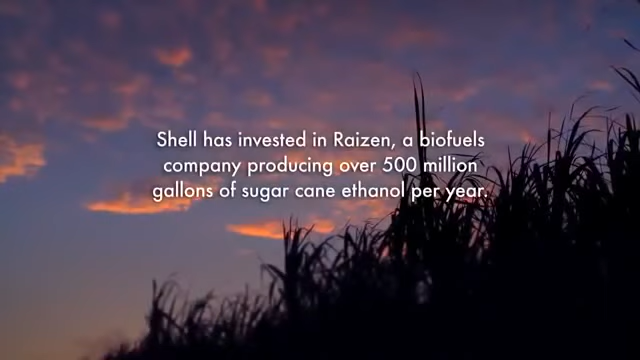 Shell has invested in Raizen, a biofuels
company producing over 500 million
gallons of sugar cane ethanol per year.